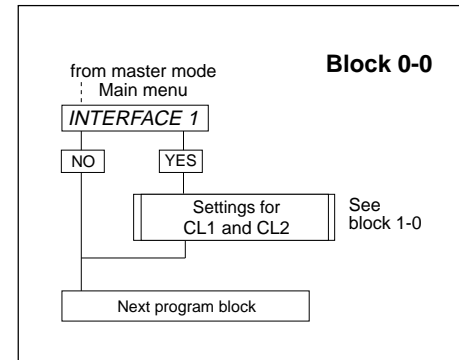 Block 0-0
from master mode
Main menu
INTERFACE 1
NO
YES
Settings for
CL1 and CL2
See
block 1-0
Next program block